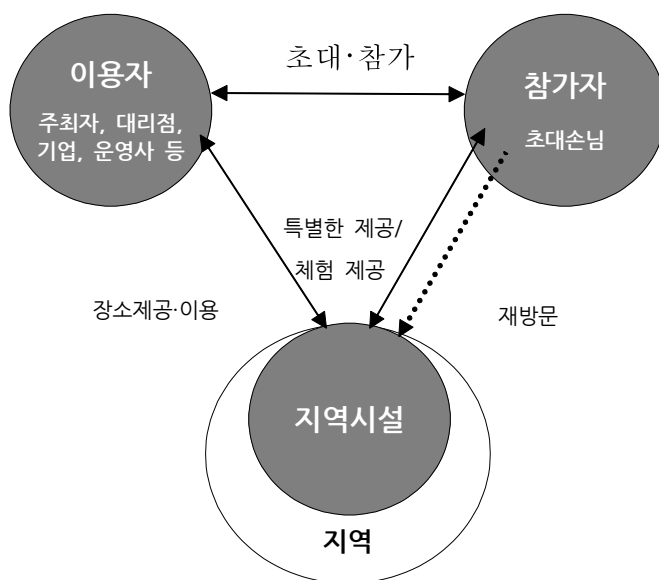 초대·참가
이용자
주최자, 대리점,
기업, 운영사 등
참가자
초대손님
특별한 제공/
체험 제공
장소제공·이용
재방문
지역시설
지역